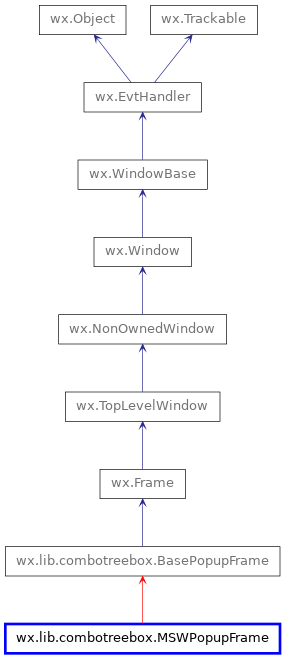 wx.Object
wx.Trackable
wx.EvtHandler
wx.WindowBase
wx.Window
wx.NonOwnedWindow
wx.TopLevelWindow
wx.Frame
wx.lib.combotreebox.BasePopupFrame
wx.lib.combotreebox.MSWPopupFrame